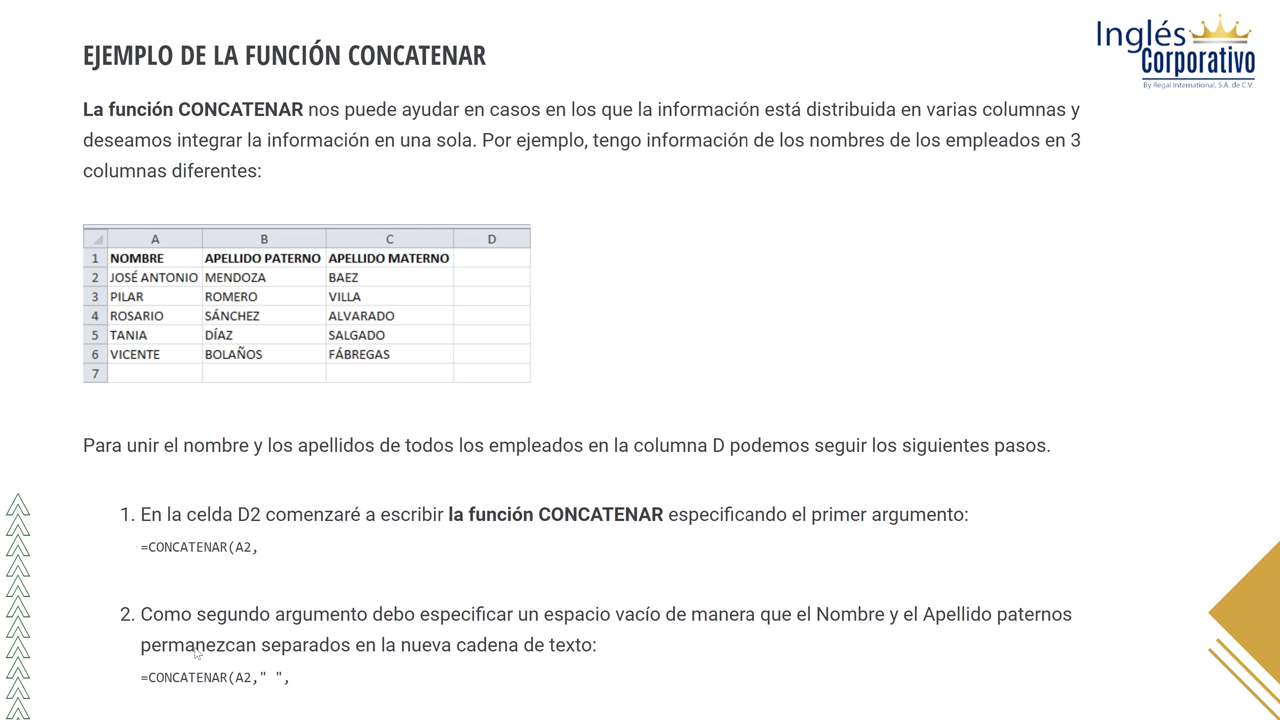 Inglés
Corporativo
By Regal International, S.A. de C.V.
EJEMPLO DE LA FUNCIÓN CONCATENAR
La función CONCATENAR nos puede ayudar en casos en los que la información está distribuida en varias columnas y
deseamos integrar la información en una sola. Por ejemplo, tengo información de los nombres de los empleados en 3
columnas diferentes:
A B C D
1 NOMBRE APELLIDO PATERNO APELLIDO MATERNO
2 JOSÉ ANTONIO MENDOZA BAEZ
3 PILAR ROMERO VILLA
4 ROSARIO SÁNCHEZ ALVARADO
5 TANIA DÍAZ SALGADO
6 VICENTE BOLAÑOS FÁBREGAS
7
Para unir el nombre y los apellidos de todos los empleados en la columna D podemos seguir los siguientes pasos.
1. En la celda D2 comenzaré a escribir la función CONCATENAR especificando el primer argumento:
=CONCATENAR(A2,
2. Como segundo argumento debo especificar un espacio vacío de manera que el Nombre y el Apellido paternos
permanezcan separados en la nueva cadena de texto:
=CONCATENAR(A2," ",